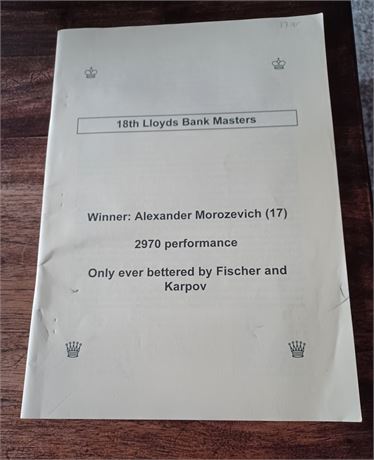 18th Lloyds Bank Masters
Winner: Alexander Morozevich (17)
2970 performance
Only ever bettered by Fischer and
Karpov